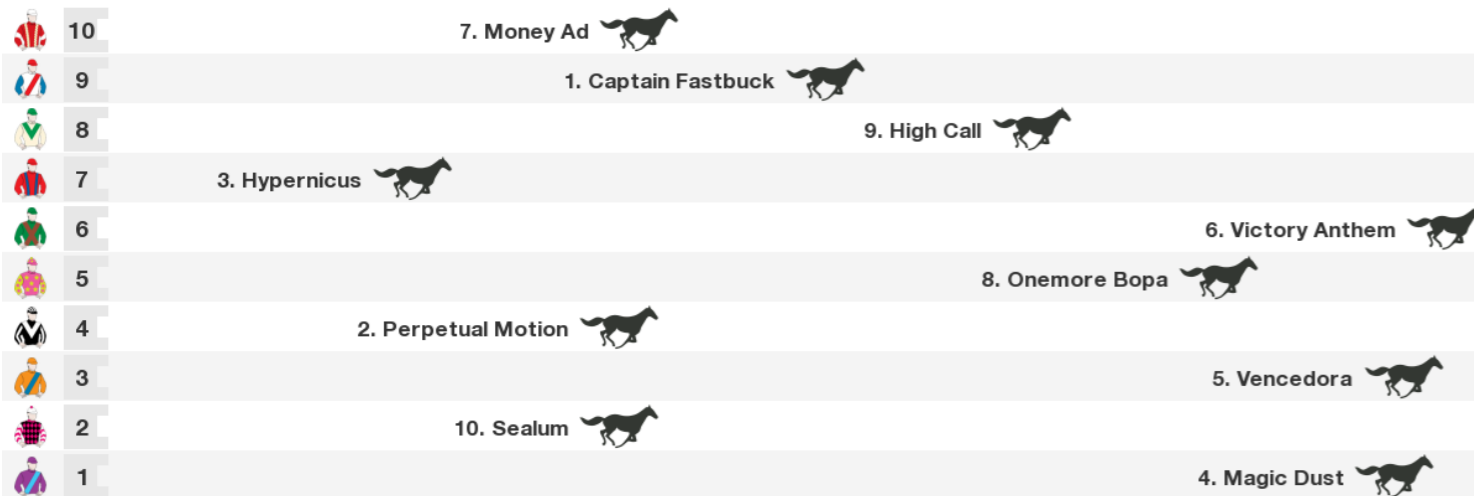 10 7. Money Ad
9 1. Captain Fastbuck
8 9. High Call
7 3. Hypernicus
6 6. Victory Anthem
5 8. Onemore Bopa
4 2. Perpetual Motion
3 5. Vencedora
2 10. Sealum
1 4. Magic Dust